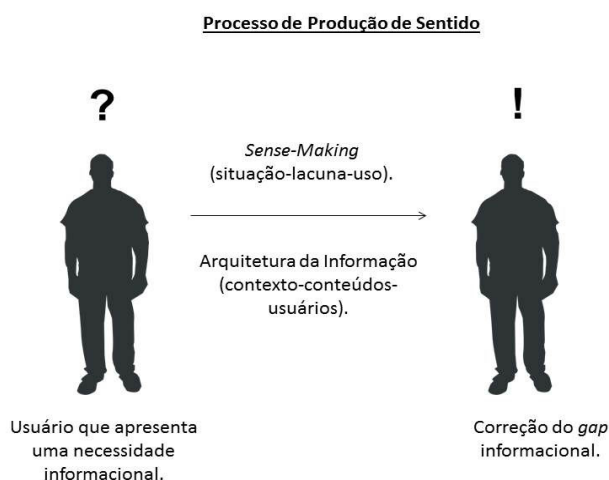 Processo de Produção de Sentido
?
!
Sense-Making
(situação-lacuna-uso).
Arquitetura da Informação
(contexto-conteúdos-
usuários).
Usuário que apresenta
uma necessidade
informacional.
Correção do gap
informacional.